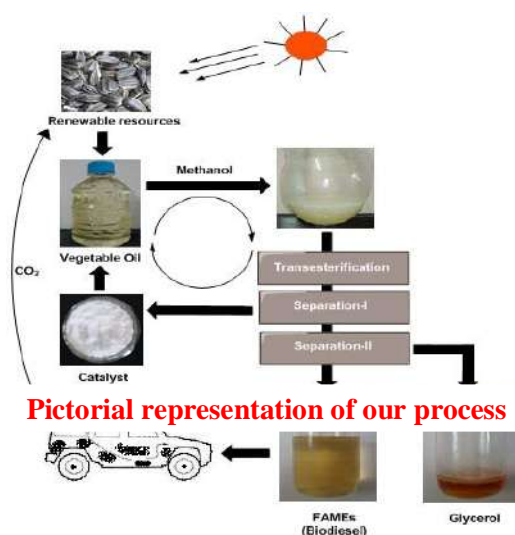 Renewable resources
Methanol
Vegetable Oil
Transesterification
CO₂
Separation-I
Separation-II
Catalyst
Pictorial representation of our process
FAMEs
(Biodiesel)
Glycerol